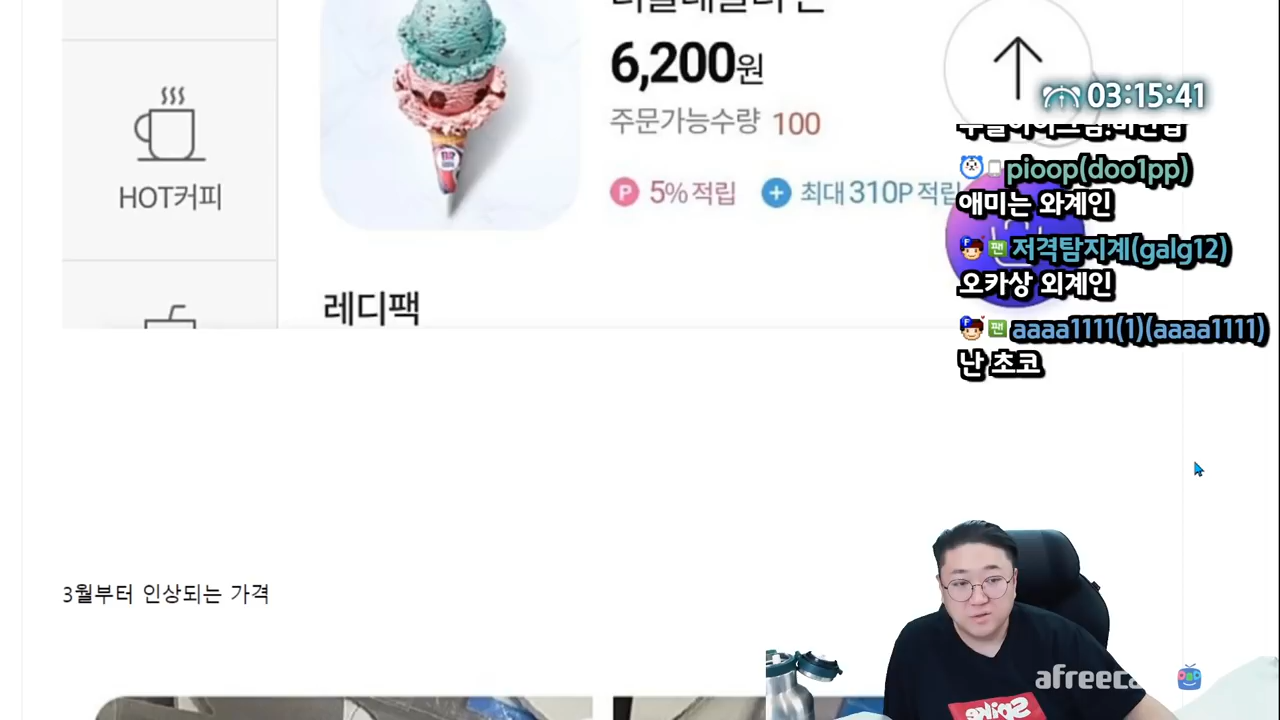 6,200원
주문가능수량 100
P 5% 적립
최대 310P 적립
HOT커피
레디팩
3월부터 인상되는 가격
03:15:41
pioop(doo1pp)
애미는 와계인
저격탐지계(galg12)
오카상 외계인
aaaa1111(1)(aaaa1111)
난 초코
afreeca